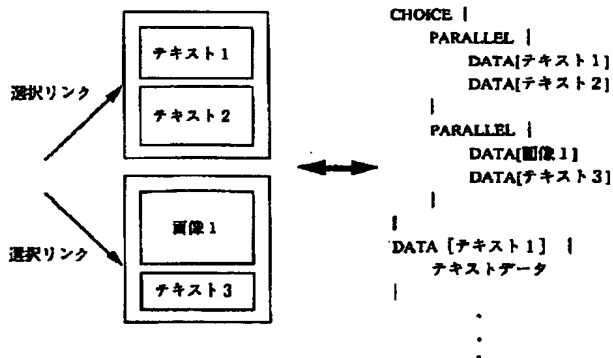 テキスト1
テキスト2
選択リンク
画像1
テキスト3
選択リンク
CHOICE {
PARALLEL {
DATA[テキスト1]
DATA[テキスト2]
}
PARALLEL {
DATA[画像1]
DATA[テキスト3]
}
}
DATA [テキスト1] {
テキストデータ
}